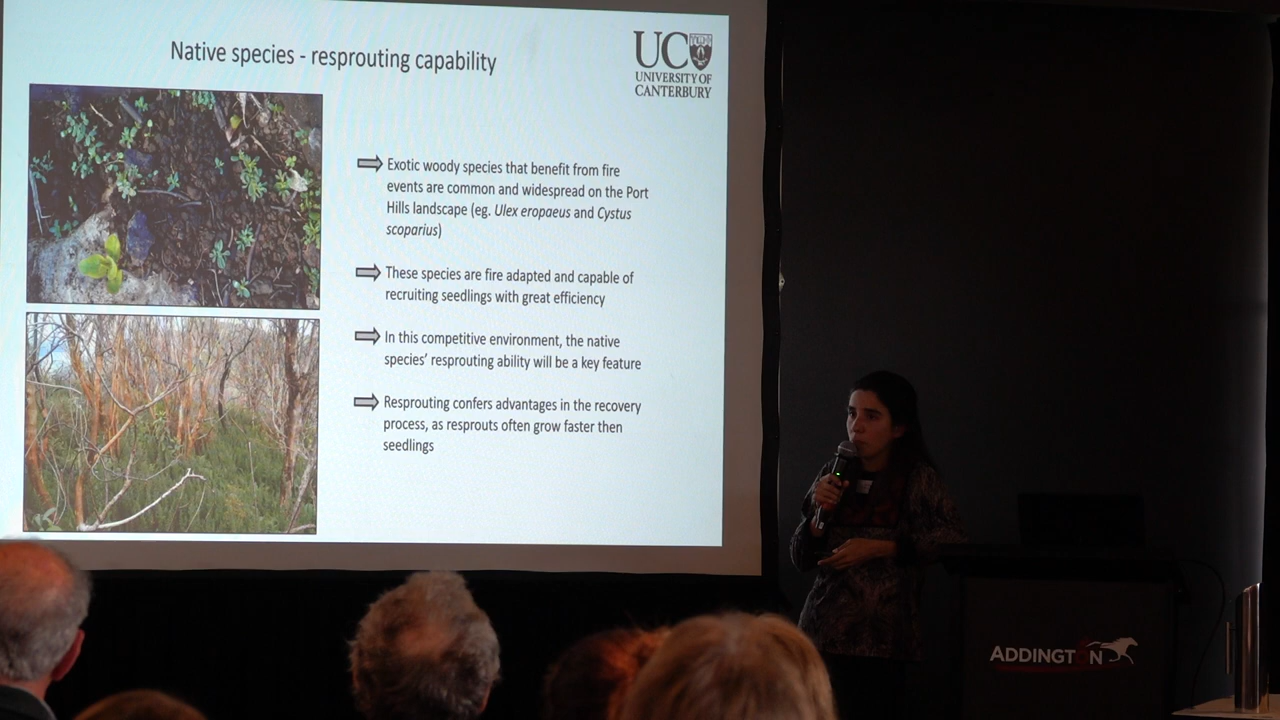 Native species - resprouting capability
UC
UNIVERSITY OF
CANTERBURY
Exotic woody species that benefit from fire
events are common and widespread on the Port
Hills landscape (eg. Ulex eropaeus and Cystus
scoparius)
These species are fire adapted and capable of
recruiting seedlings with great efficiency
In this competitive environment, the native
species' resprouting ability will be a key feature
Resprouting confers advantages in the recovery
process, as resprouts often grow faster then
seedlings
ADDINGTON